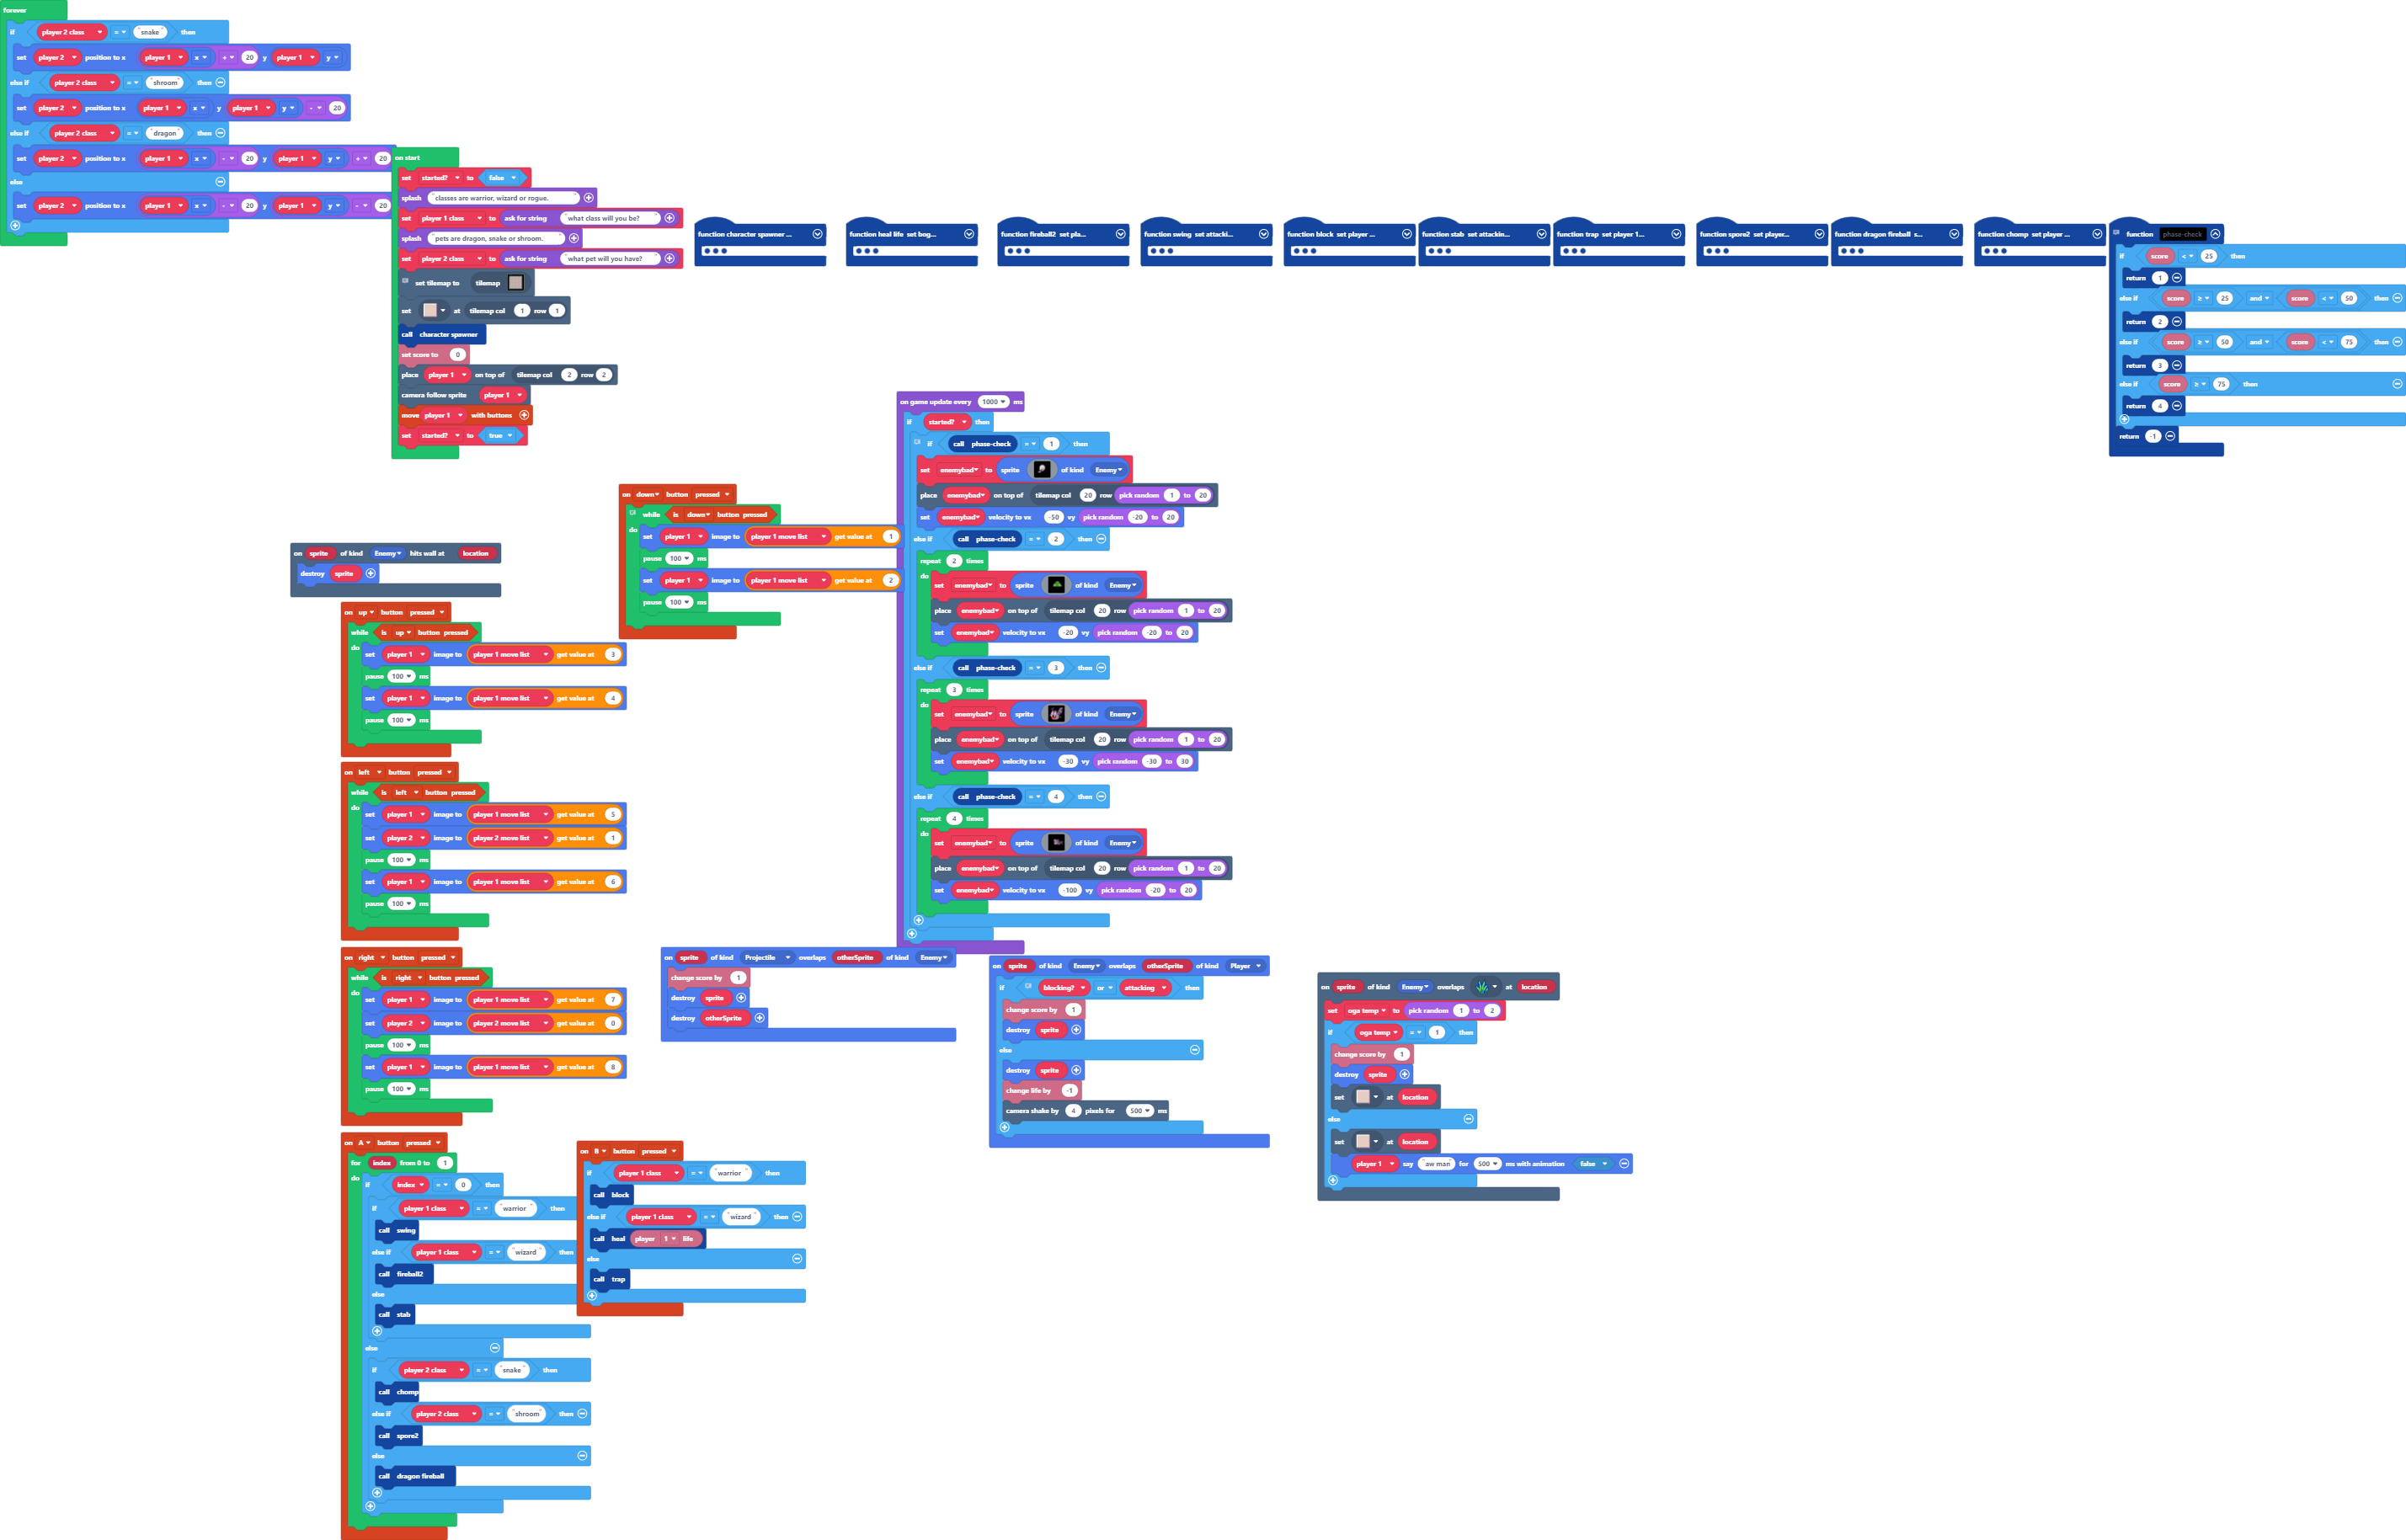 forever
if player 2 class = "snake" then
set player 2 position to x player 1 x + 20 y player 1 y
else if player 2 class = "shroom" then
set player 2 position to x player 1 x y player 1 y - 20
else if player 2 class = "dragon" then
set player 2 position to x player 1 x - 20 y player 1 y + 20
else
set player 2 position to x player 1 x - 20 y player 1 y - 20
on start
set started? to false
splash "classes are warrior, wizard or rogue."
set player 1 class to ask for string "what class will you be?"
splash "pets are dragon, snake or shroom."
set player 2 class to ask for string "what pet will you have?"
set tilemap to tilemap
set at tilemap col 1 row 1
call character spawner
set score to 0
place player 1 on top of tilemap col 2 row 2
camera follow sprite player 1
move player 1 with buttons
set started? to true
function character spawner ...
function heal life set bog...
function fireball2 set pla...
function swing set attacki...
function block set player ...
function stab set attackin...
function trap set player 1...
function spore2 set player...
function dragon fireball s...
function chomp set player ...
function phase-check
if score < 25 then
return 1
else if score ≥ 25 and score < 50 then
return 2
else if score ≥ 50 and score < 75 then
return 3
else if score ≥ 75 then
return 4
return -1
on game update every 1000 ms
if started? then
if call phase-check = 1 then
set enemybad to sprite of kind Enemy
place enemybad on top of tilemap col 20 row pick random 1 to 20
set enemybad velocity to vx -50 vy pick random -20 to 20
else if call phase-check = 2 then
repeat 2 times
do
set enemybad to sprite of kind Enemy
place enemybad on top of tilemap col 20 row pick random 1 to 20
set enemybad velocity to vx -20 vy pick random -20 to 20
else if call phase-check = 3 then
repeat 3 times
do
set enemybad to sprite of kind Enemy
place enemybad on top of tilemap col 20 row pick random 1 to 20
set enemybad velocity to vx -30 vy pick random -30 to 30
else if call phase-check = 4 then
repeat 4 times
do
set enemybad to sprite of kind Enemy
place enemybad on top of tilemap col 20 row pick random 1 to 20
set enemybad velocity to vx -100 vy pick random -20 to 20
on down button pressed
while is down button pressed
do
set player 1 image to player 1 move list get value at 1
pause 100 ms
set player 1 image to player 1 move list get value at 2
pause 100 ms
on sprite of kind Enemy hits wall at location
destroy sprite
on up button pressed
while is up button pressed
do
set player 1 image to player 1 move list get value at 3
pause 100 ms
set player 1 image to player 1 move list get value at 4
pause 100 ms
on left button pressed
while is left button pressed
do
set player 1 image to player 1 move list get value at 5
set player 2 image to player 2 move list get value at 1
pause 100 ms
set player 1 image to player 1 move list get value at 6
pause 100 ms
on right button pressed
while is right button pressed
do
set player 1 image to player 1 move list get value at 7
set player 2 image to player 2 move list get value at 0
pause 100 ms
set player 1 image to player 1 move list get value at 8
pause 100 ms
on sprite of kind Projectile overlaps otherSprite of kind Enemy
change score by 1
destroy sprite
destroy otherSprite
on sprite of kind Enemy overlaps otherSprite of kind Player
if blocking? or attacking then
change score by 1
destroy sprite
else
destroy sprite
change life by -1
camera shake by 4 pixels for 500 ms
on sprite of kind Enemy overlaps at location
set oga temp to pick random 1 to 2
if oga temp = 1 then
change score by 1
destroy sprite
set at location
else
set at location
player 1 say "aw man" for 500 ms with animation false
on A button pressed
for index from 0 to 1
do
if index = 0 then
if player 1 class = "warrior" then
call swing
else if player 1 class = "wizard" then
call fireball2
else
call stab
else
if player 2 class = "snake" then
call chomp
else if player 2 class = "shroom" then
call spore2
else
call dragon fireball
on B button pressed
if player 1 class = "warrior" then
call block
else if player 1 class = "wizard" then
call heal player 1 life
else
call trap